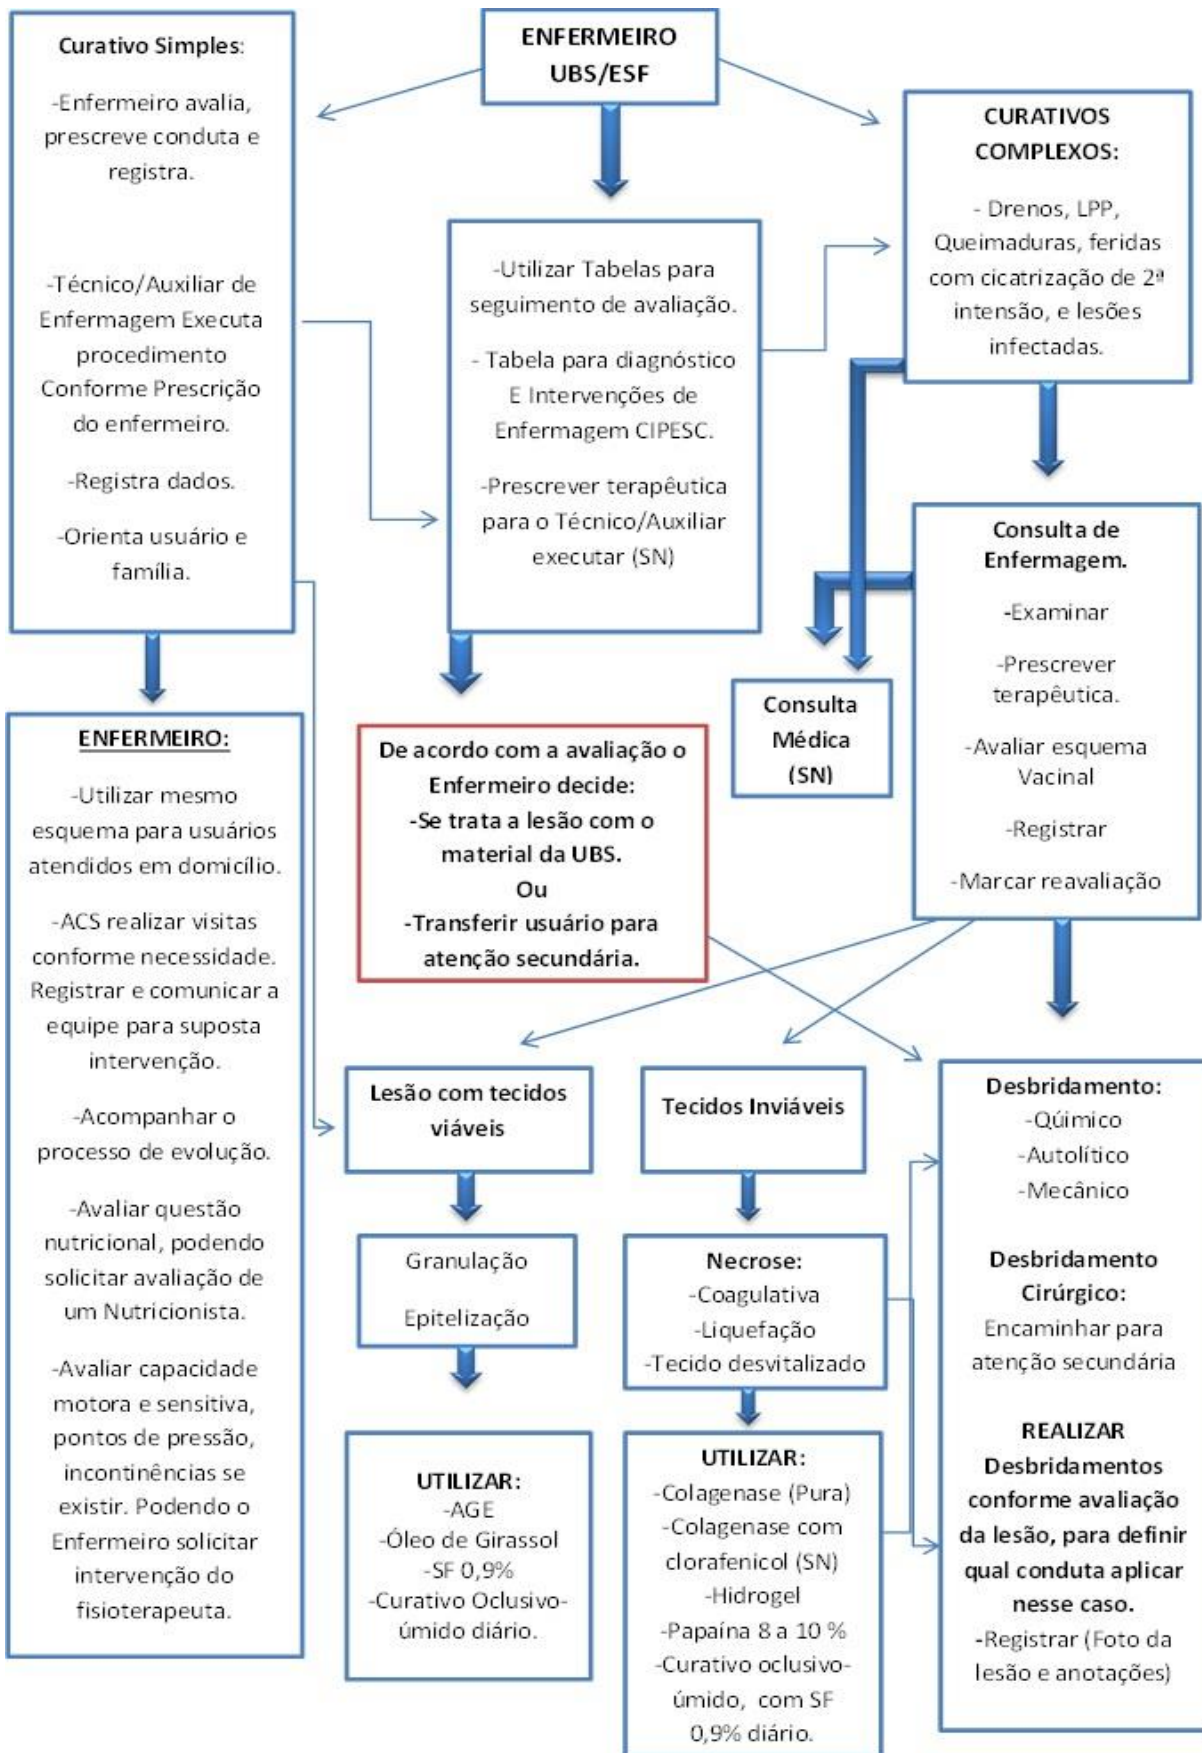 Curativo Simples:
-Enfermeiro avalia,
prescreve conduta e
registra.
-Técnico/Auxiliar de
Enfermagem Executa
procedimento
Conforme Prescrição
do enfermeiro.
-Registra dados.
-Orienta usuário e
família.
ENFERMEIRO
UBS/ESF
CURATIVOS
COMPLEXOS:
- Drenos, LPP,
Queimaduras, feridas
com cicatrização de 2ª
intensão, e lesões
infectadas.
-Utilizar Tabelas para
seguimento de avaliação.
- Tabela para diagnóstico
E Intervenções de
Enfermagem CIPESC.
-Prescrever terapêutica
para o Técnico/Auxiliar
executar (SN)
Consulta de
Enfermagem.
-Examinar
-Prescrever
terapêutica.
-Avaliar esquema
Vacinal
-Registrar
-Marcar reavaliação
Consulta
Médica
(SN)
De acordo com a avaliação o
Enfermeiro decide:
-Se trata a lesão com o
material da UBS.
Ou
-Transferir usuário para
atenção secundária.
ENFERMEIRO:
-Utilizar mesmo
esquema para usuários
atendidos em domicílio.
-ACS realizar visitas
conforme necessidade.
Registrar e comunicar a
equipe para suposta
intervenção.
-Acompanhar o
processo de evolução.
-Avaliar questão
nutricional, podendo
solicitar avaliação de
um Nutricionista.
-Avaliar capacidade
motora e sensitiva,
pontos de pressão,
incontinências se
existir. Podendo o
Enfermeiro solicitar
intervenção do
fisioterapeuta.
Lesão com tecidos
viáveis
Granulação
Epitelização
UTILIZAR:
-AGE
-Óleo de Girassol
-SF 0,9%
-Curativo Oclusivo-
úmido diário.
Tecidos Inviáveis
Necrose:
-Coagulativa
-Liquefação
-Tecido desvitalizado
UTILIZAR:
-Colagenase (Pura)
-Colagenase com
clorafenicol (SN)
-Hidrogel
-Papaína 8 a 10 %
-Curativo oclusivo-
úmido, com SF
0,9% diário.
Desbridamento:
-Qúimico
-Autolítico
-Mecânico
Desbridamento
Cirúrgico:
Encaminhar para
atenção secundária
REALIZAR
Desbridamentos
conforme avaliação
da lesão, para definir
qual conduta aplicar
nesse caso.
-Registrar (Foto da
lesão e anotações)